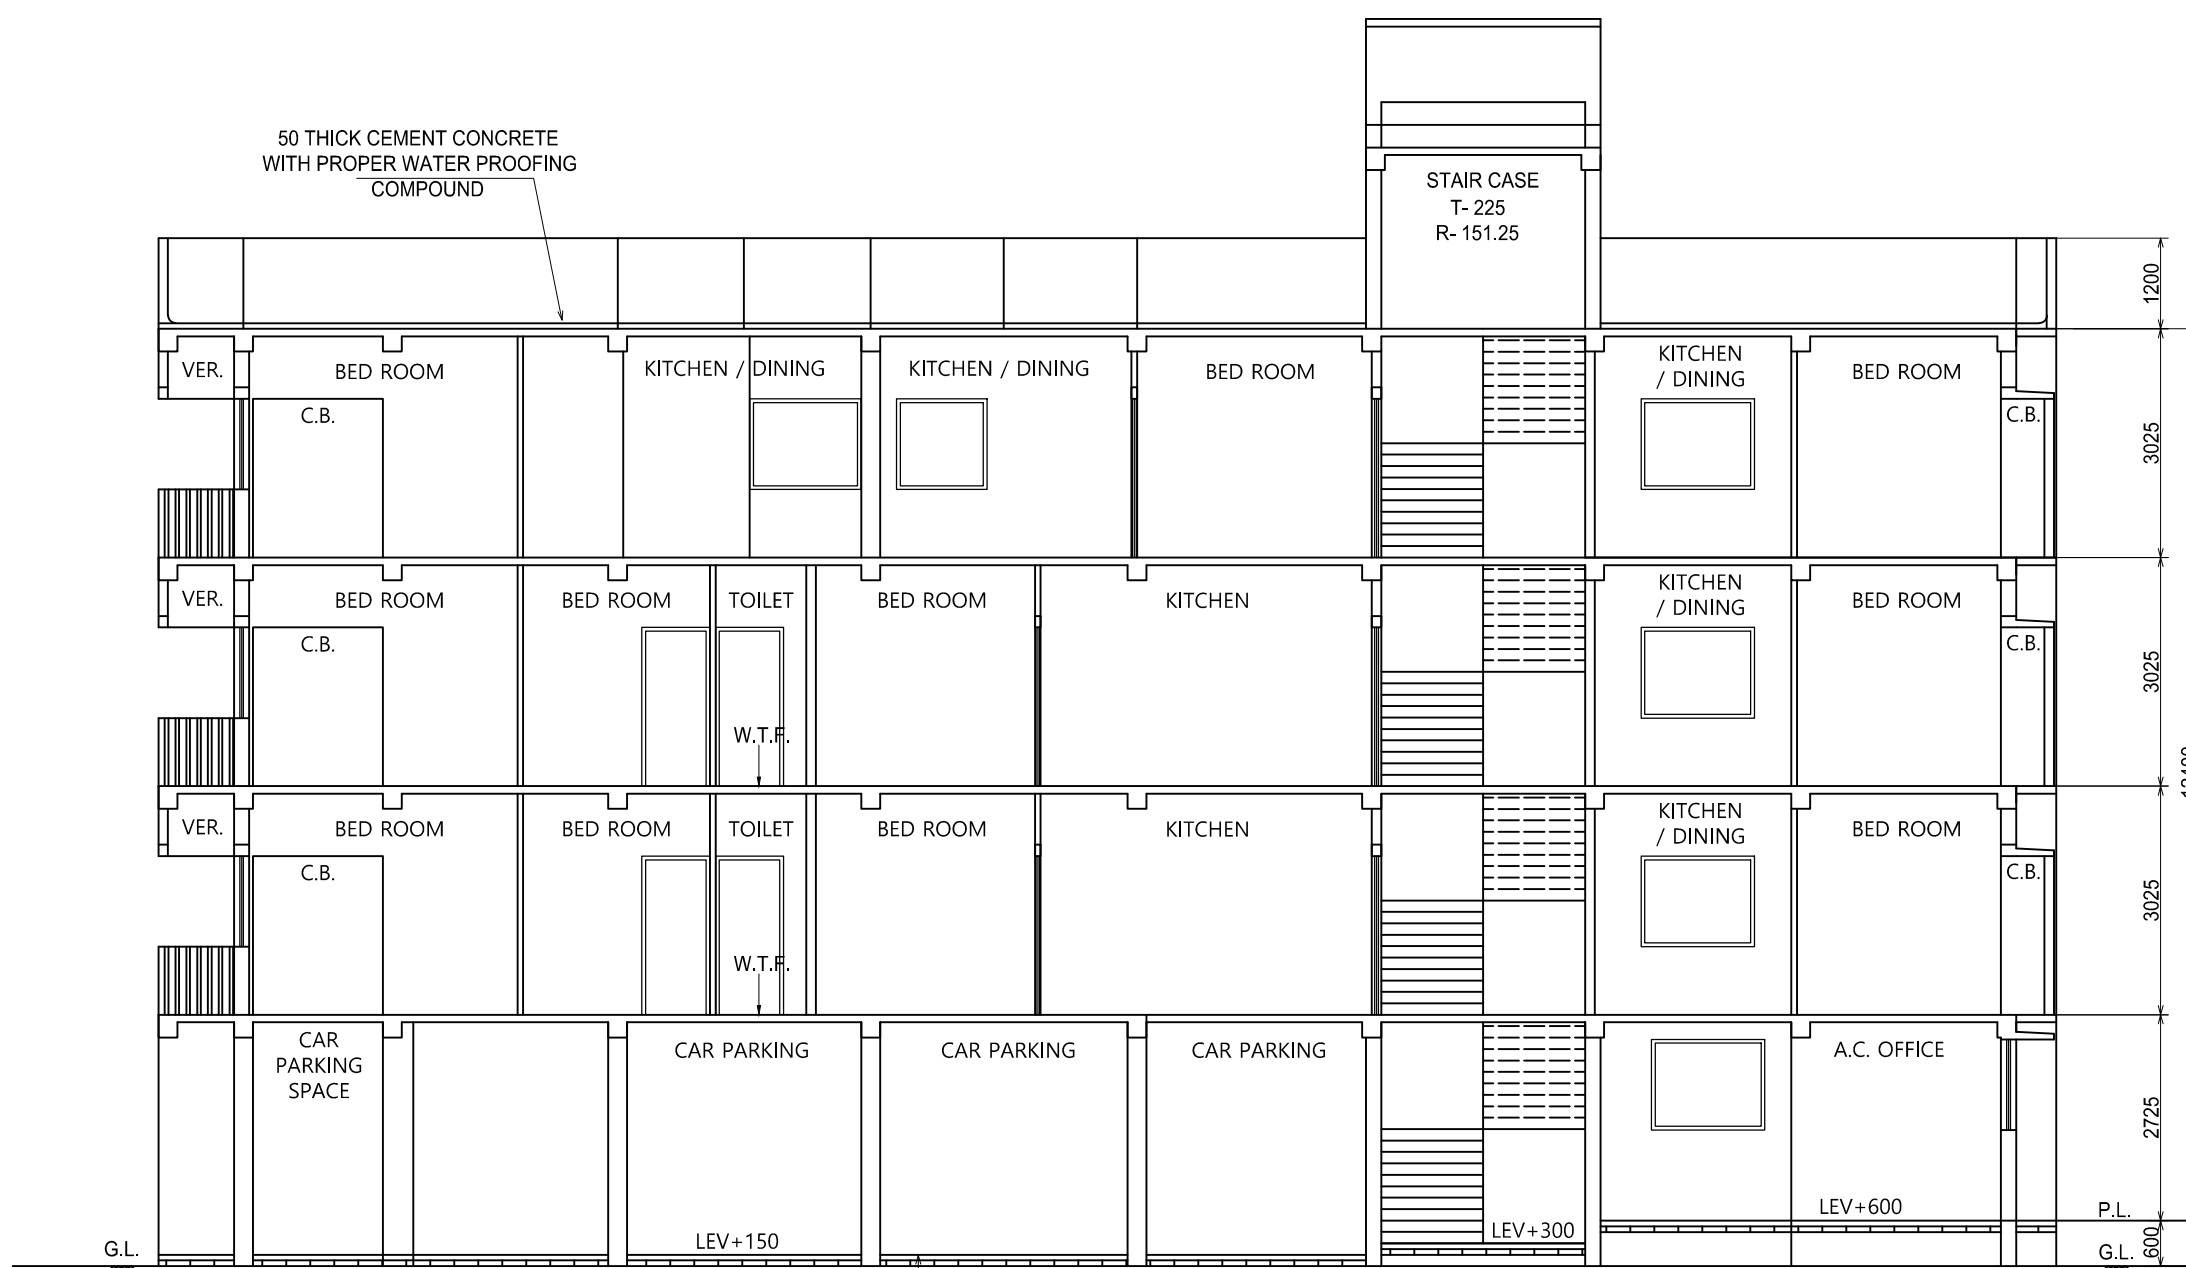 50 THICK CEMENT CONCRETE
WITH PROPER WATER PROOFING
COMPOUND
STAIR CASE
T- 225
R- 151.25
1200
VER.
BED ROOM
KITCHEN / DINING
KITCHEN / DINING
BED ROOM
KITCHEN
/ DINING
BED ROOM
C.B.
C.B.
3025
VER.
BED ROOM
BED ROOM
TOILET
BED ROOM
KITCHEN
KITCHEN
/ DINING
BED ROOM
C.B.
C.B.
3025
W.T.F.
VER.
BED ROOM
BED ROOM
TOILET
BED ROOM
KITCHEN
KITCHEN
/ DINING
BED ROOM
C.B.
C.B.
3025
W.T.F.
CAR
PARKING
SPACE
CAR PARKING
CAR PARKING
CAR PARKING
A.C. OFFICE
2725
LEV+600
P.L.
LEV+150
LEV+300
G.L.
G.L.
600